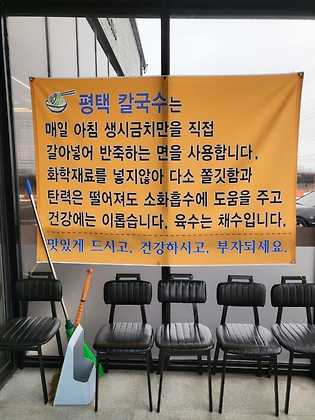 평택 칼국수는
매일 아침 생시금치만을 직접
갈아넣어 반죽하는 면을 사용합니다.
화학재료를 넣지않아 다소 쫄깃함과
탄력은 떨어져도 소화흡수에 도움을 주고
건강에는 이롭습니다. 육수는 채수입니다.
맛있게 드시고, 건강하시고, 부자되세요.